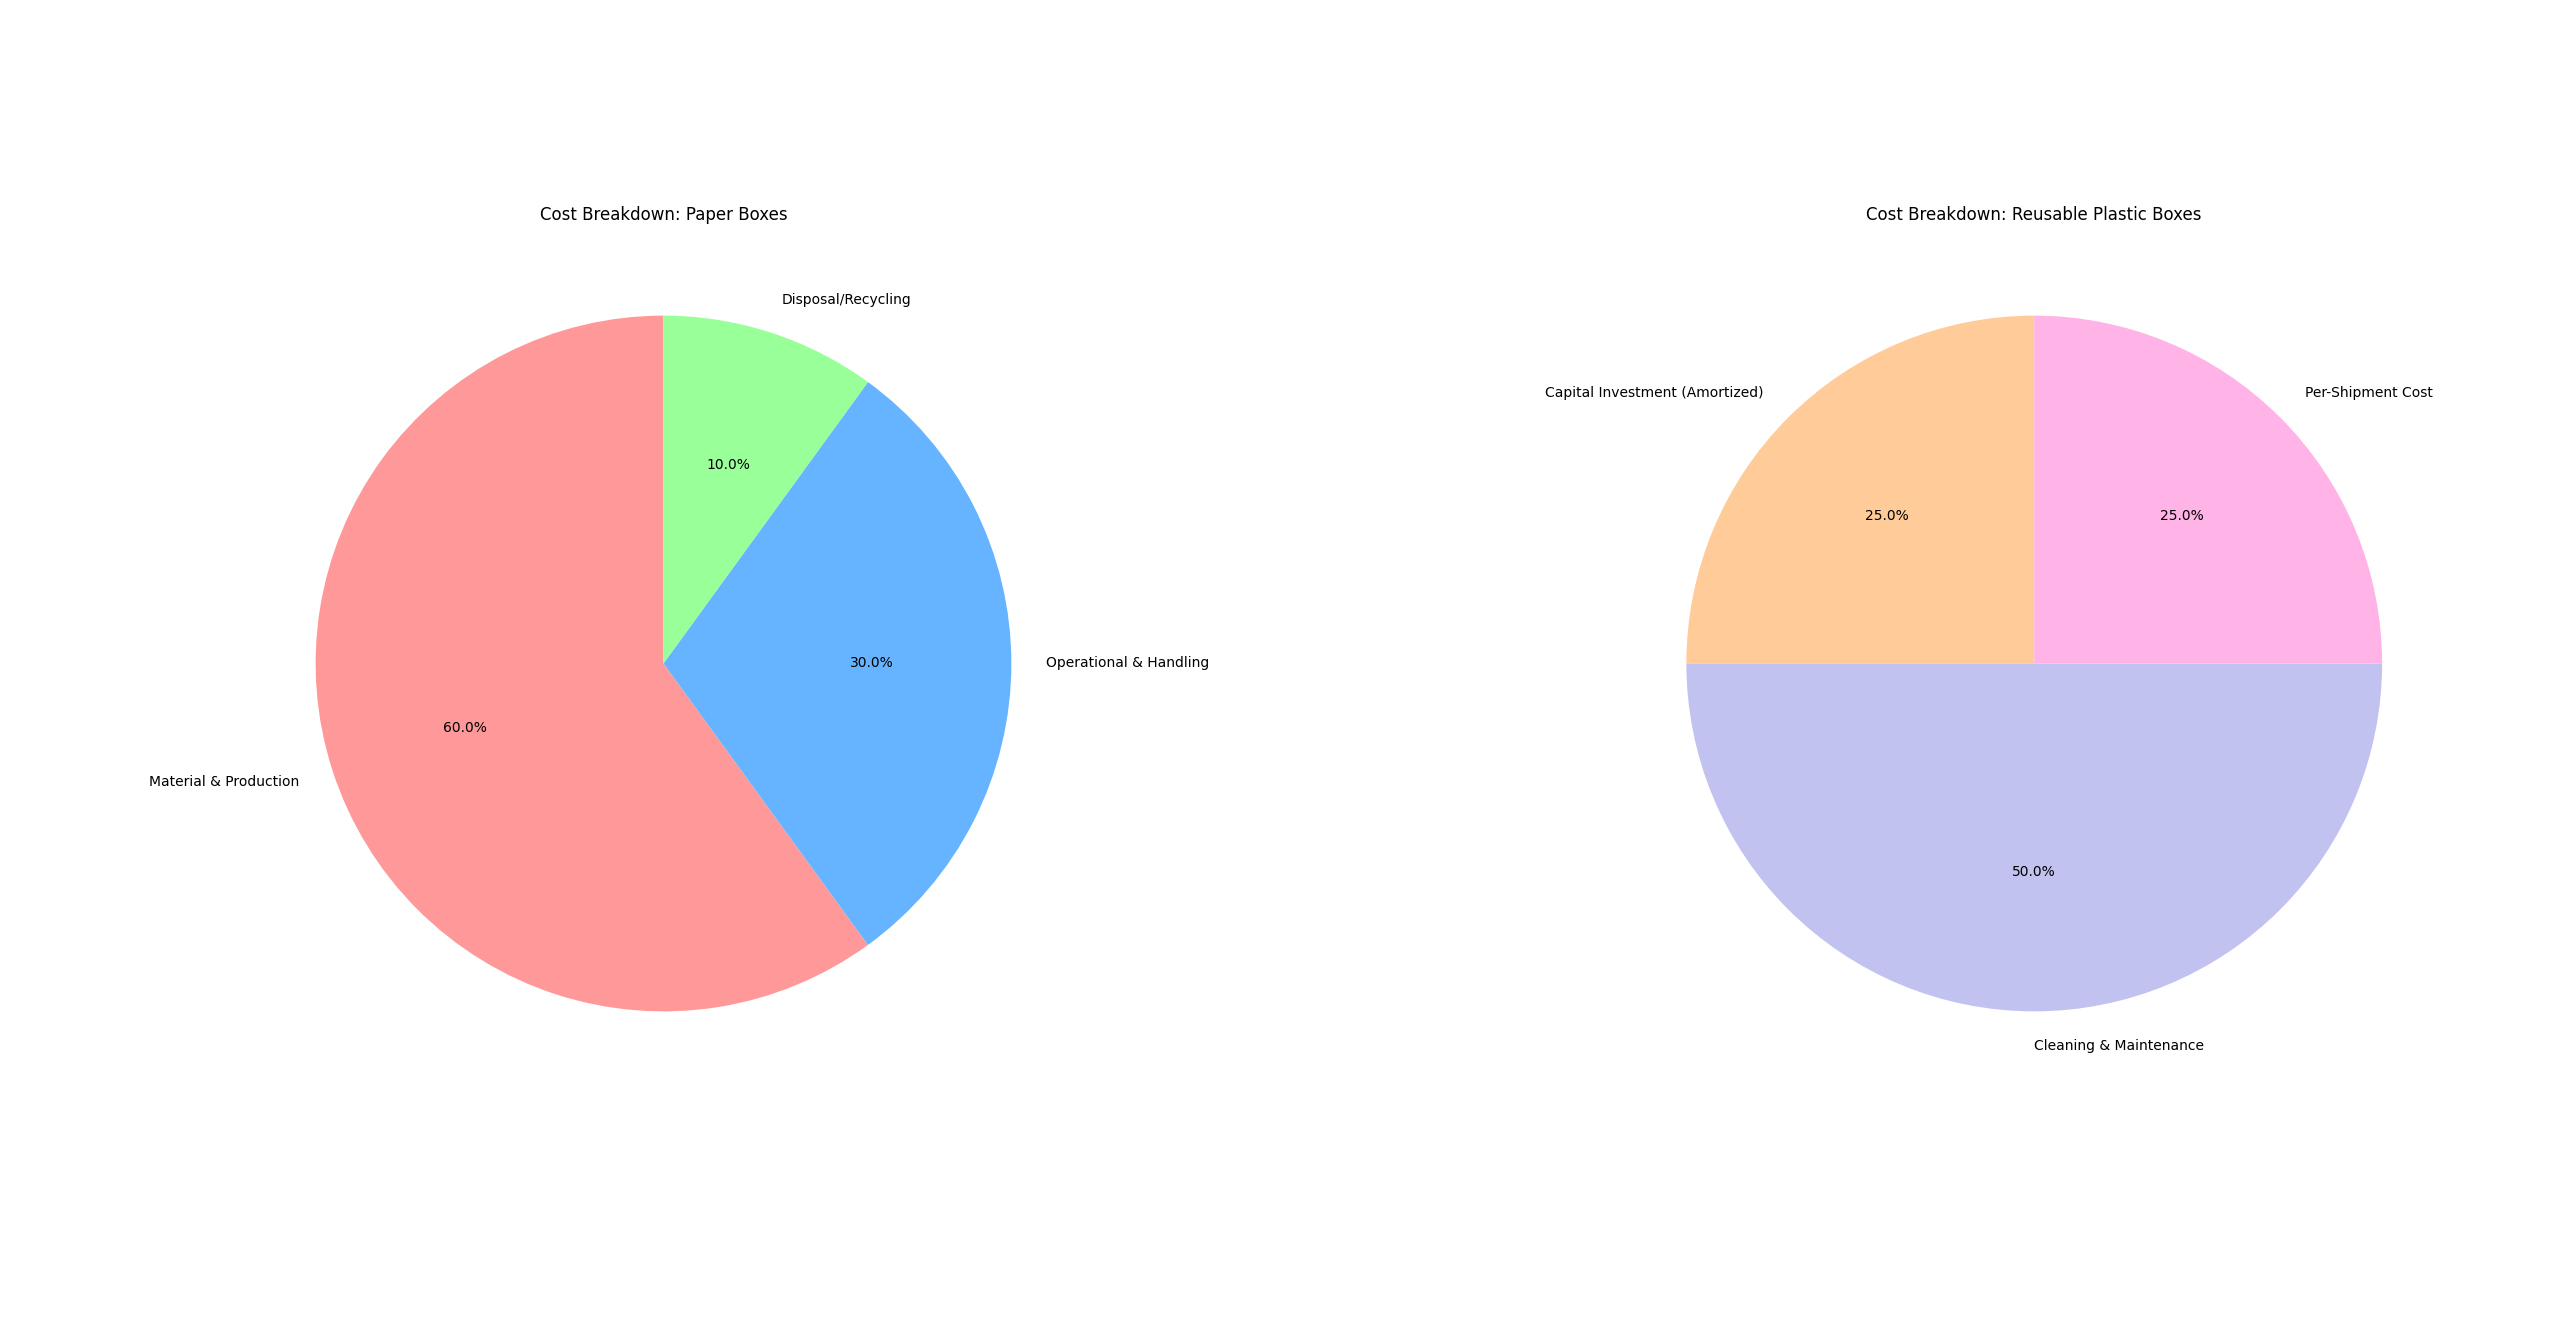 Cost Breakdown: Paper Boxes
Disposal/Recycling
10.0%
30.0%
Operational & Handling
60.0%
Material & Production
Cost Breakdown: Reusable Plastic Boxes
Capital Investment (Amortized)
Per-Shipment Cost
25.0%
25.0%
50.0%
Cleaning & Maintenance